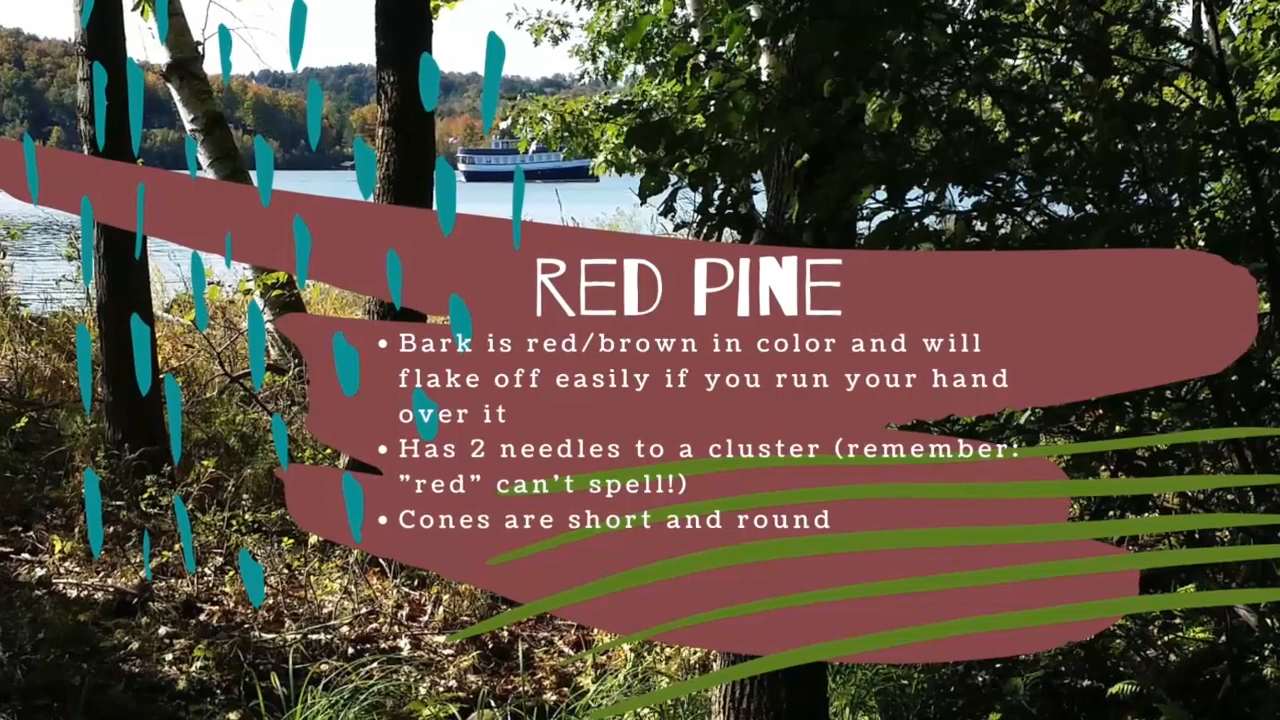 RED PINE
• Bark is red/brown in color and will
flake off easily if you run your hand
over it
• Has 2 needles to a cluster (remember:
”red” can’t spell!)
• Cones are short and round